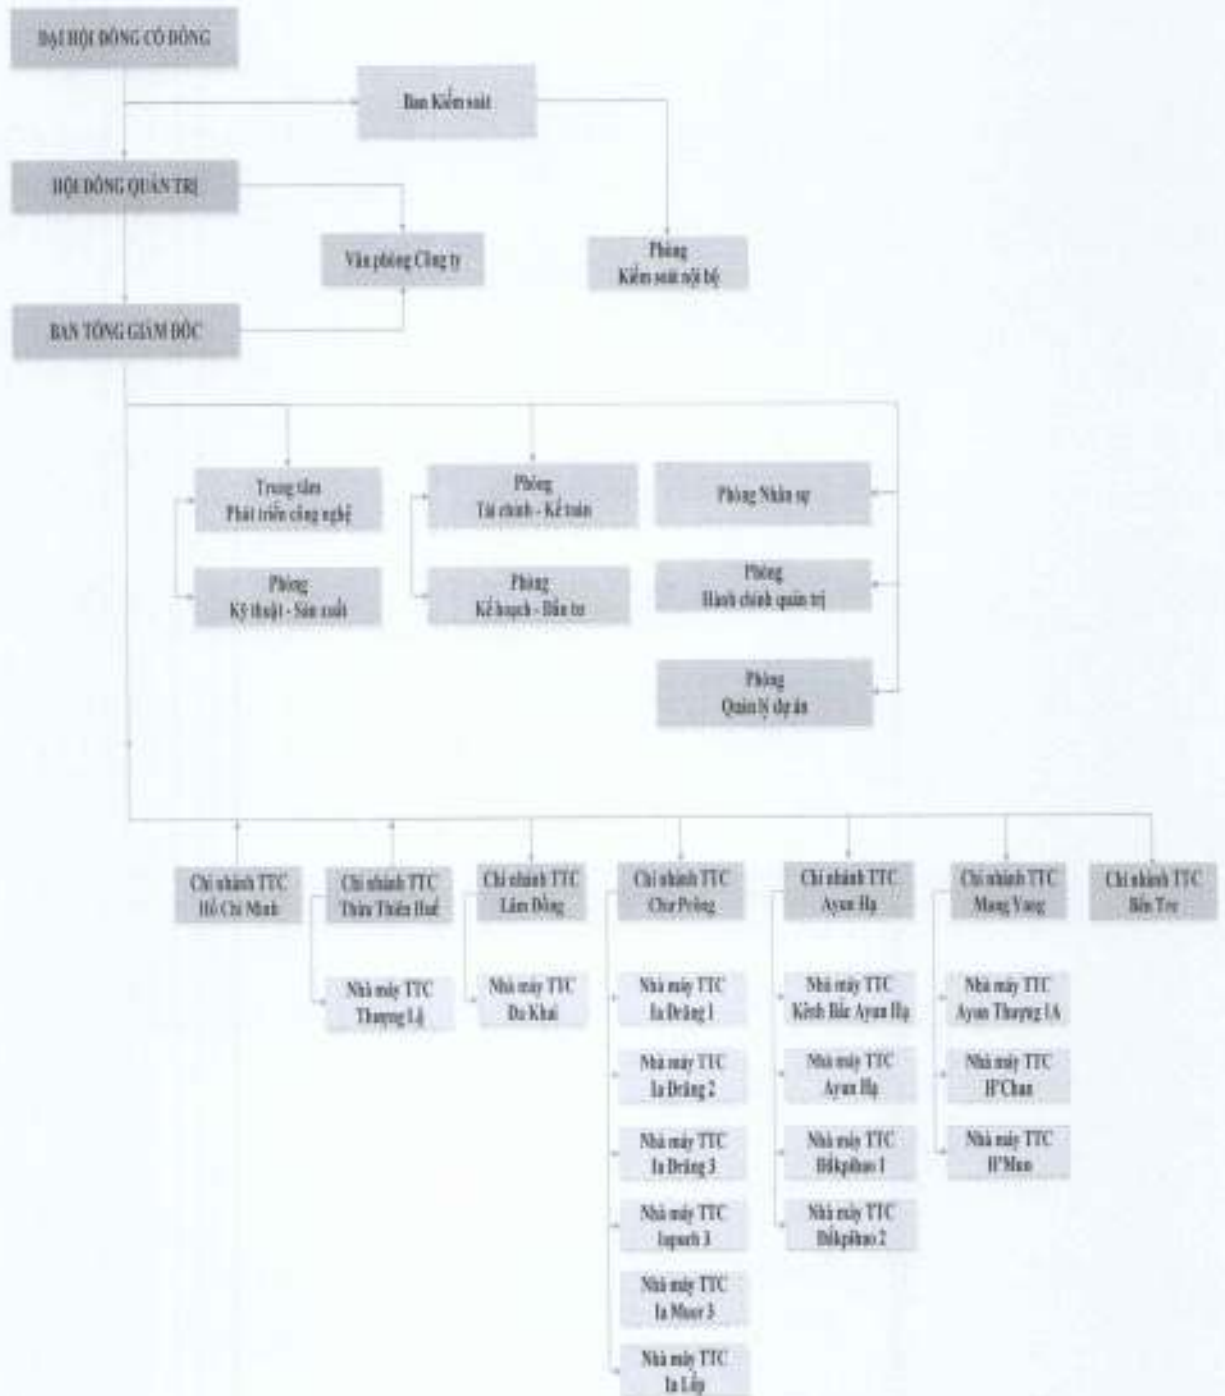 ĐẠI HỘI ĐỒNG CỔ ĐÔNG
Ban Kiểm soát
HỘI ĐỒNG QUẢN TRỊ
Văn phòng Công ty
Phòng
Kiểm soát nội bộ
BAN TỔNG GIÁM ĐỐC
Trung tâm
Phát triển công nghệ
Phòng
Tài chính - Kế toán
Phòng Nhân sự
Phòng
Kỹ thuật - Sản xuất
Phòng
Kế hoạch - Đầu tư
Phòng
Hành chính quản trị
Phòng
Quản lý dự án
Chi nhánh TTC
Hồ Chí Minh
Chi nhánh TTC
Thừa Thiên Huế
Chi nhánh TTC
Lâm Đồng
Chi nhánh TTC
Chư Prông
Chi nhánh TTC
Ayun Hạ
Chi nhánh TTC
Mang Yang
Chi nhánh TTC
Bến Tre
Nhà máy TTC
Thượng Lộ
Nhà máy TTC
Da Khai
Nhà máy TTC
Ia Drăng 1
Nhà máy TTC
Kênh Bắc Ayun Hạ
Nhà máy TTC
Ayun Thượng 1A
Nhà máy TTC
Ia Drăng 2
Nhà máy TTC
Ayun Hạ
Nhà máy TTC
H'Chan
Nhà máy TTC
Ia Drăng 3
Nhà máy TTC
Đăkpihao 1
Nhà máy TTC
H'Mun
Nhà máy TTC
Iapuch 3
Nhà máy TTC
Đăkpihao 2
Nhà máy TTC
Ia Muer 3
Nhà máy TTC
Ia Lốp